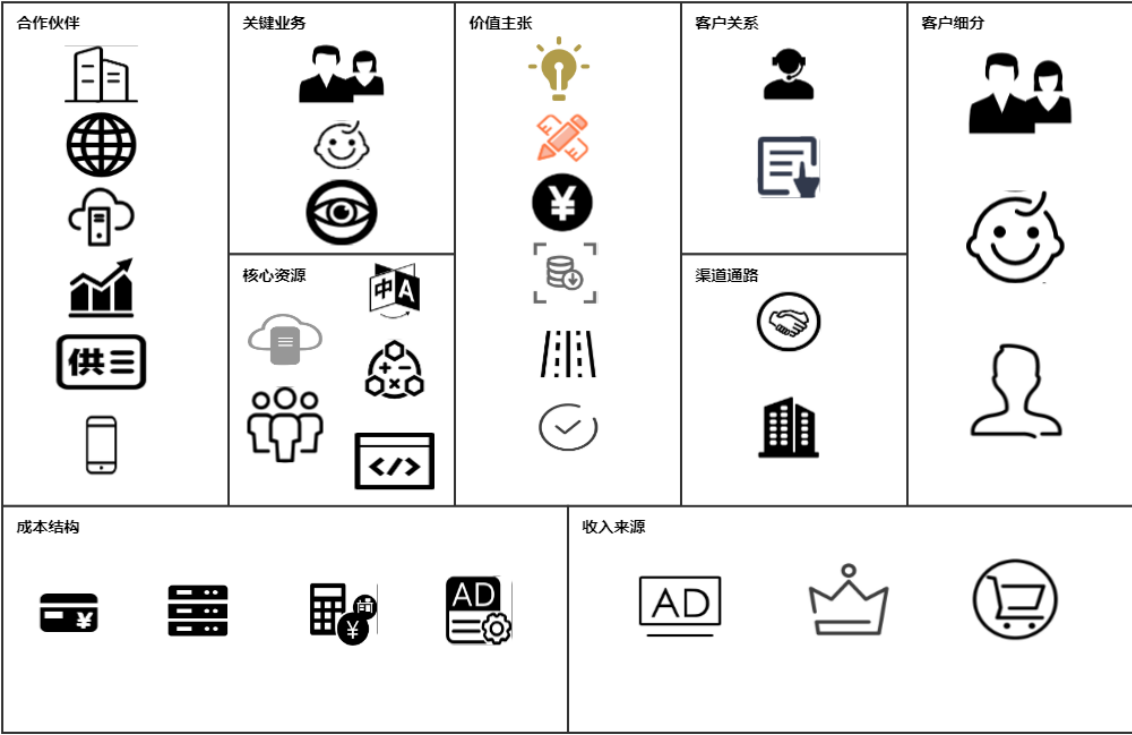 合作伙伴
关键业务
价值主张
客户关系
客户细分
¥
供
核心资源
中A
</>
渠道通路
成本结构
收入来源
¥
¥
AD
AD